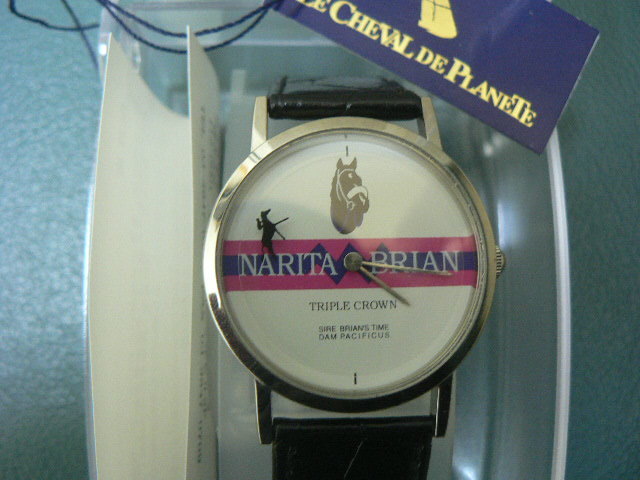 LE CHEVAL DE PLANETE
NARITA BRIAN
TRIPLE CROWN
SIRE BRIAN'S TIME
DAM PACIFICUS